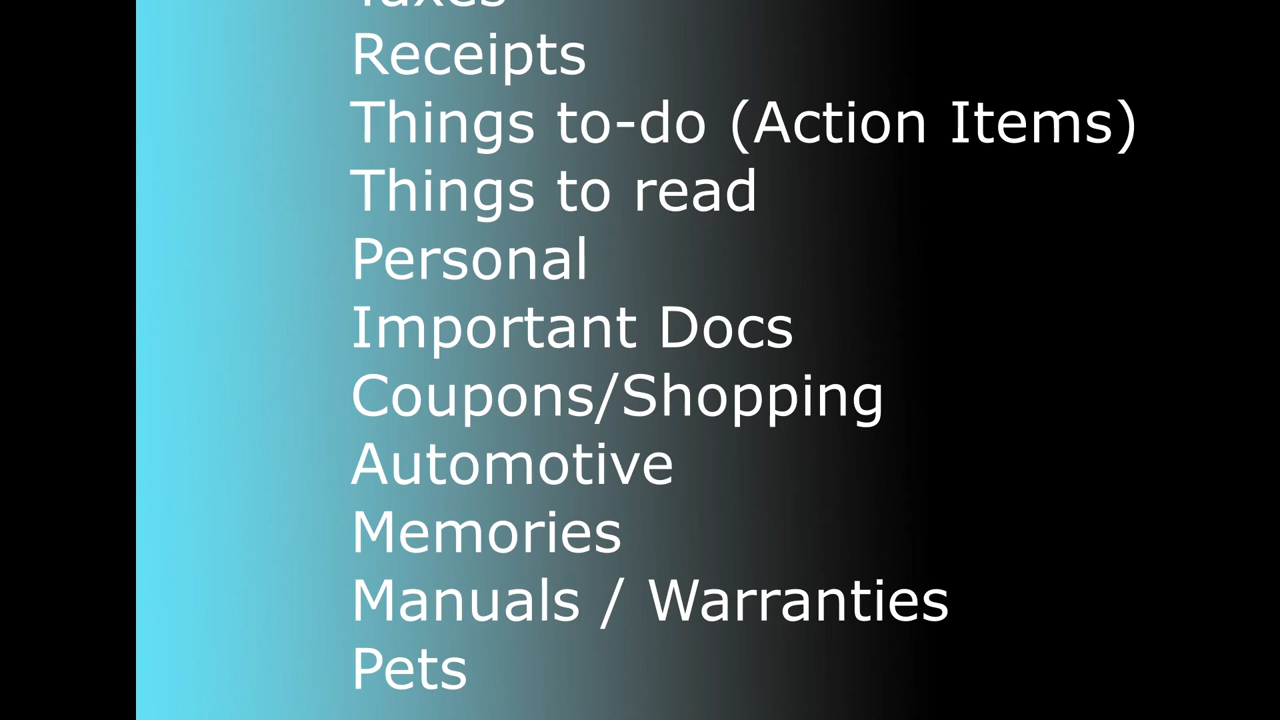 Taxes
Receipts
Things to-do (Action Items)
Things to read
Personal
Important Docs
Coupons/Shopping
Automotive
Memories
Manuals / Warranties
Pets